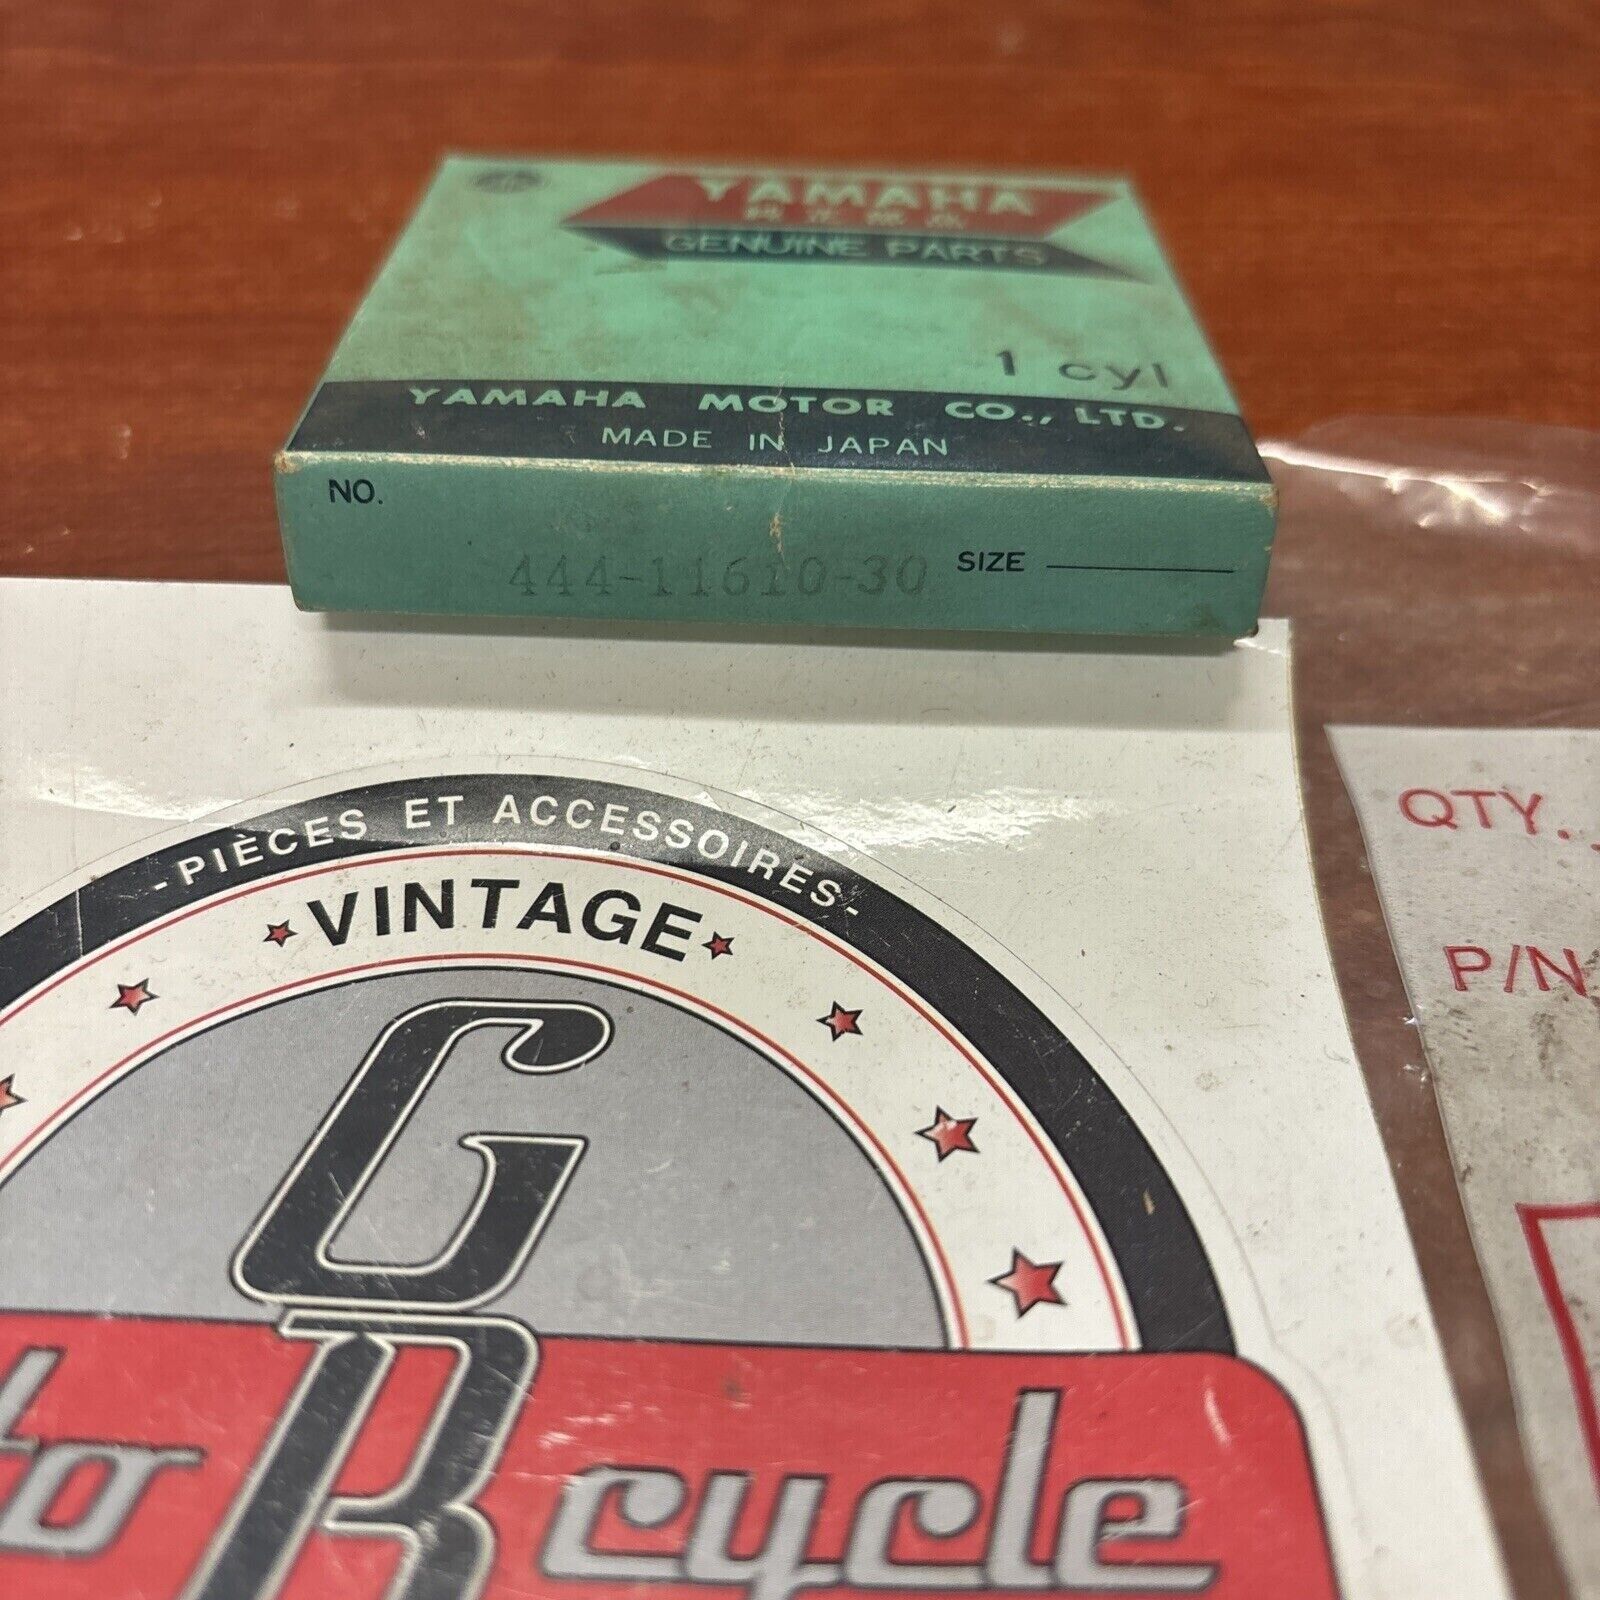 YAMAHA
GENUINE PARTS
1 cyl
YAMAHA MOTOR CO., LTD.
MADE IN JAPAN
NO.
444-11610-30 SIZE
QTY.
P/N
-PIÈCES ET ACCESSOIRES-
VINTAGE
G
to R cycle